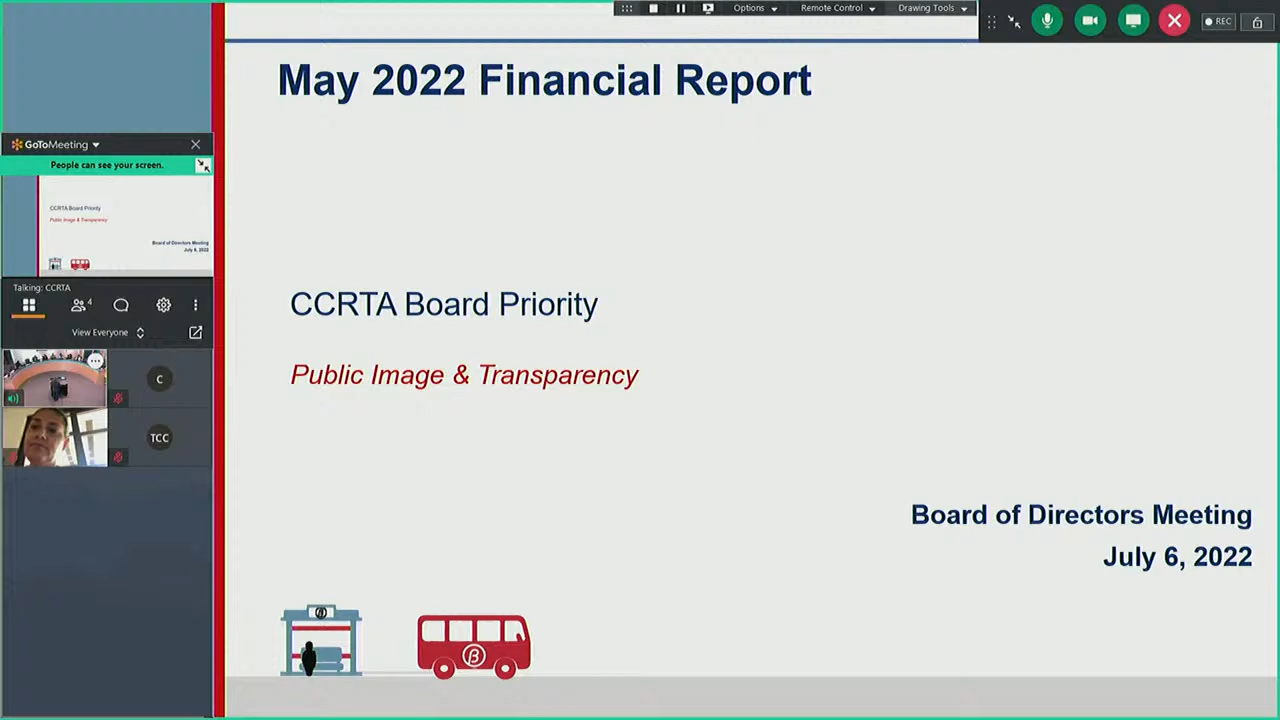 Options
Remote Control
Drawing Tools
REC
May 2022 Financial Report
GoToMeeting
People can see your screen.
CCRTA Board Priority
Public Image & Transparency
Board of Directors Meeting
July 6, 2022
Talking: CCRTA
4
View Everyone
C
TCC
CCRTA Board Priority
Public Image & Transparency
Board of Directors Meeting
July 6, 2022